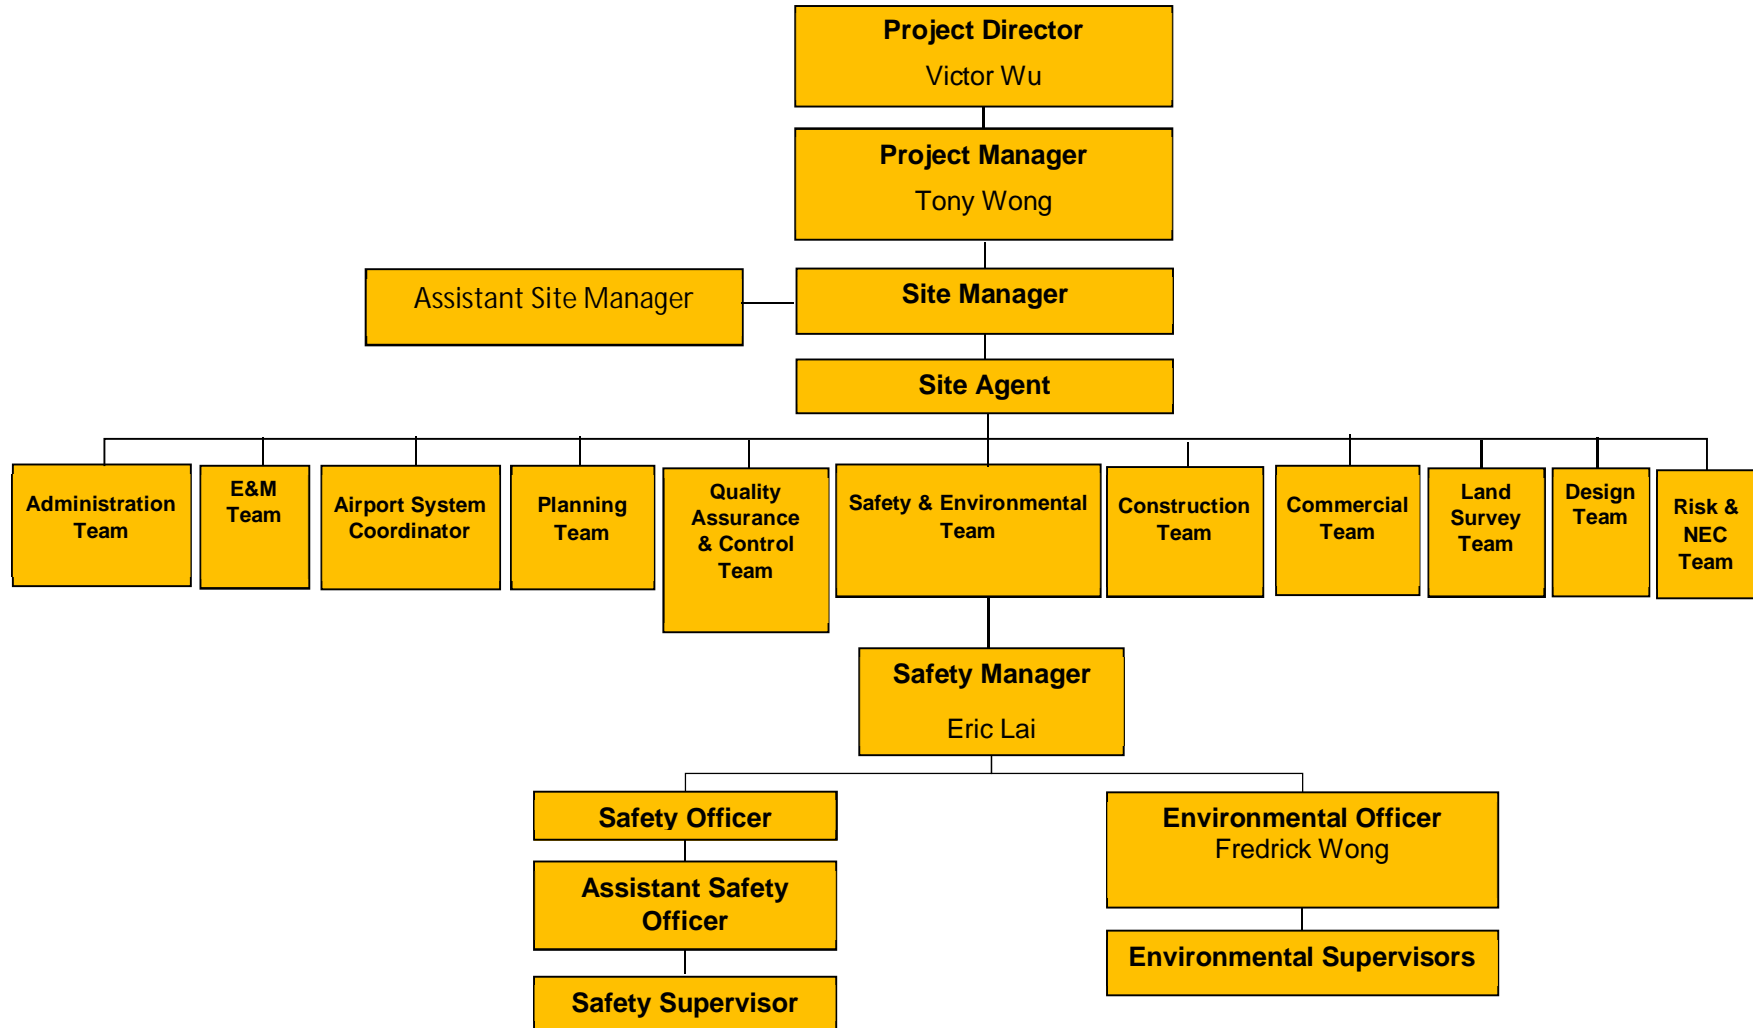 Project Director
Victor Wu
Project Manager
Tony Wong
Assistant Site Manager
Site Manager
Site Agent
Administration
Team
E&M
Team
Airport System
Coordinator
Planning
Team
Quality
Assurance
& Control
Team
Safety & Environmental
Team
Construction
Team
Commercial
Team
Land
Survey
Team
Design
Team
Risk &
NEC
Team
Safety Manager
Eric Lai
Safety Officer
Assistant Safety
Officer
Safety Supervisor
Environmental Officer
Fredrick Wong
Environmental Supervisors